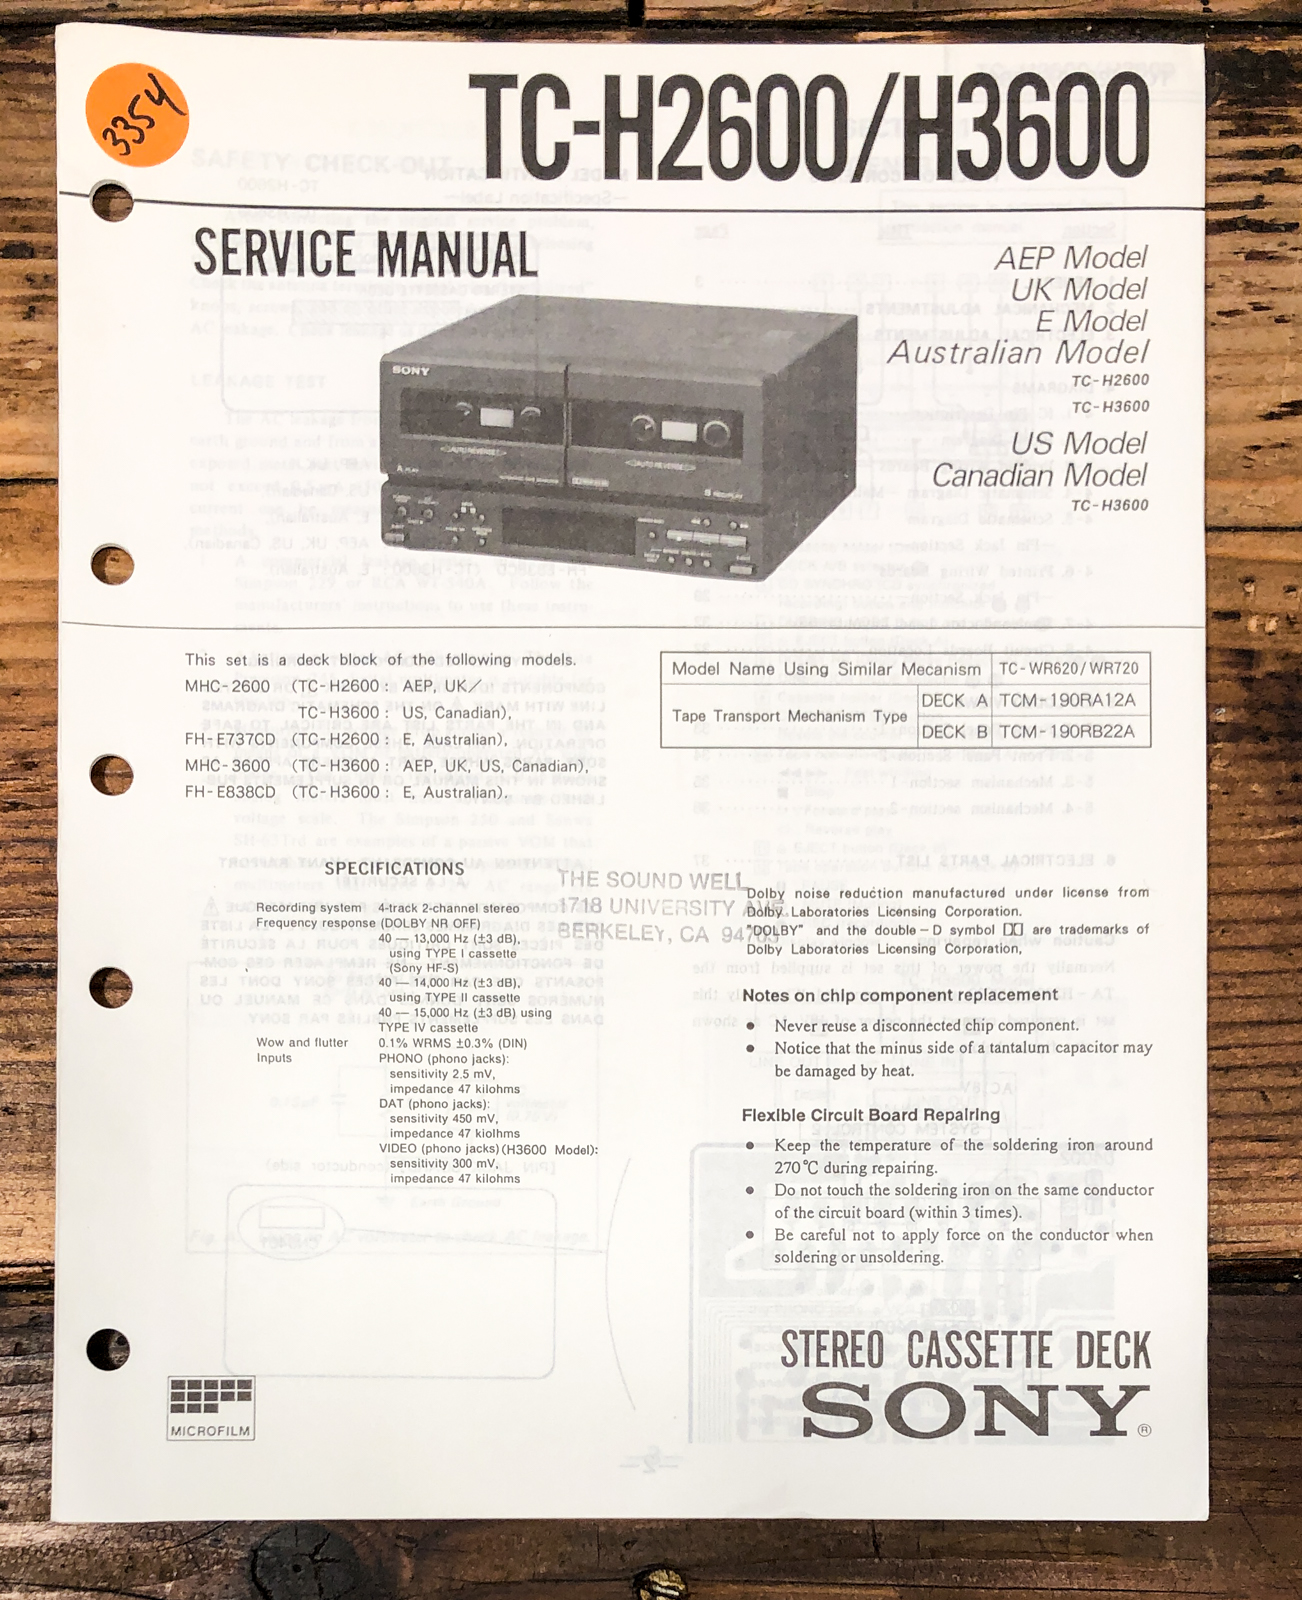 3354
TC-H2600/H3600
SERVICE MANUAL
AEP Model
UK Model
E Model
Australian Model
TC-H2600
TC-H3600
US Model
Canadian Model
TC-H3600
SONY
This set is a deck block of the following models.
MHC-2600 (TC-H2600 : AEP, UK/
TC-H3600 : US, Canadian),
FH-E737CD (TC-H2600 : E, Australian),
MHC-3600 (TC-H3600 : AEP, UK, US, Canadian),
FH-E838CD (TC-H3600 : E, Australian).
Model Name Using Similar Mecanism TC-WR620/WR720
Tape Transport Mechanism Type DECK A TCM-190RA12A
DECK B TCM-190RB22A
SPECIFICATIONS
Recording system 4-track 2-channel stereo
Frequency response (DOLBY NR OFF)
40 — 13,000 Hz (±3 dB),
using TYPE I cassette
(Sony HF-S)
40 — 14,000 Hz (±3 dB),
using TYPE II cassette
40 — 15,000 Hz (±3 dB) using
TYPE IV cassette
Wow and flutter 0.1% WRMS ±0.3% (DIN)
Inputs PHONO (phono jacks):
sensitivity 2.5 mV,
impedance 47 kilohms
DAT (phono jacks):
sensitivity 450 mV,
impedance 47 kiolhms
VIDEO (phono jacks) (H3600 Model):
sensitivity 300 mV,
impedance 47 kilohms
THE SOUND WELL
1718 UNIVERSITY AVE.
BERKELEY, CA 94703
Dolby noise reduction manufactured under license from
Dolby Laboratories Licensing Corporation.
"DOLBY" and the double-D symbol are trademarks of
Dolby Laboratories Licensing Corporation,
Notes on chip component replacement
● Never reuse a disconnected chip component.
● Notice that the minus side of a tantalum capacitor may
be damaged by heat.
Flexible Circuit Board Repairing
● Keep the temperature of the soldering iron around
270°C during repairing.
● Do not touch the soldering iron on the same conductor
of the circuit board (within 3 times).
● Be careful not to apply force on the conductor when
soldering or unsoldering.
MICROFILM
STEREO CASSETTE DECK
SONY®